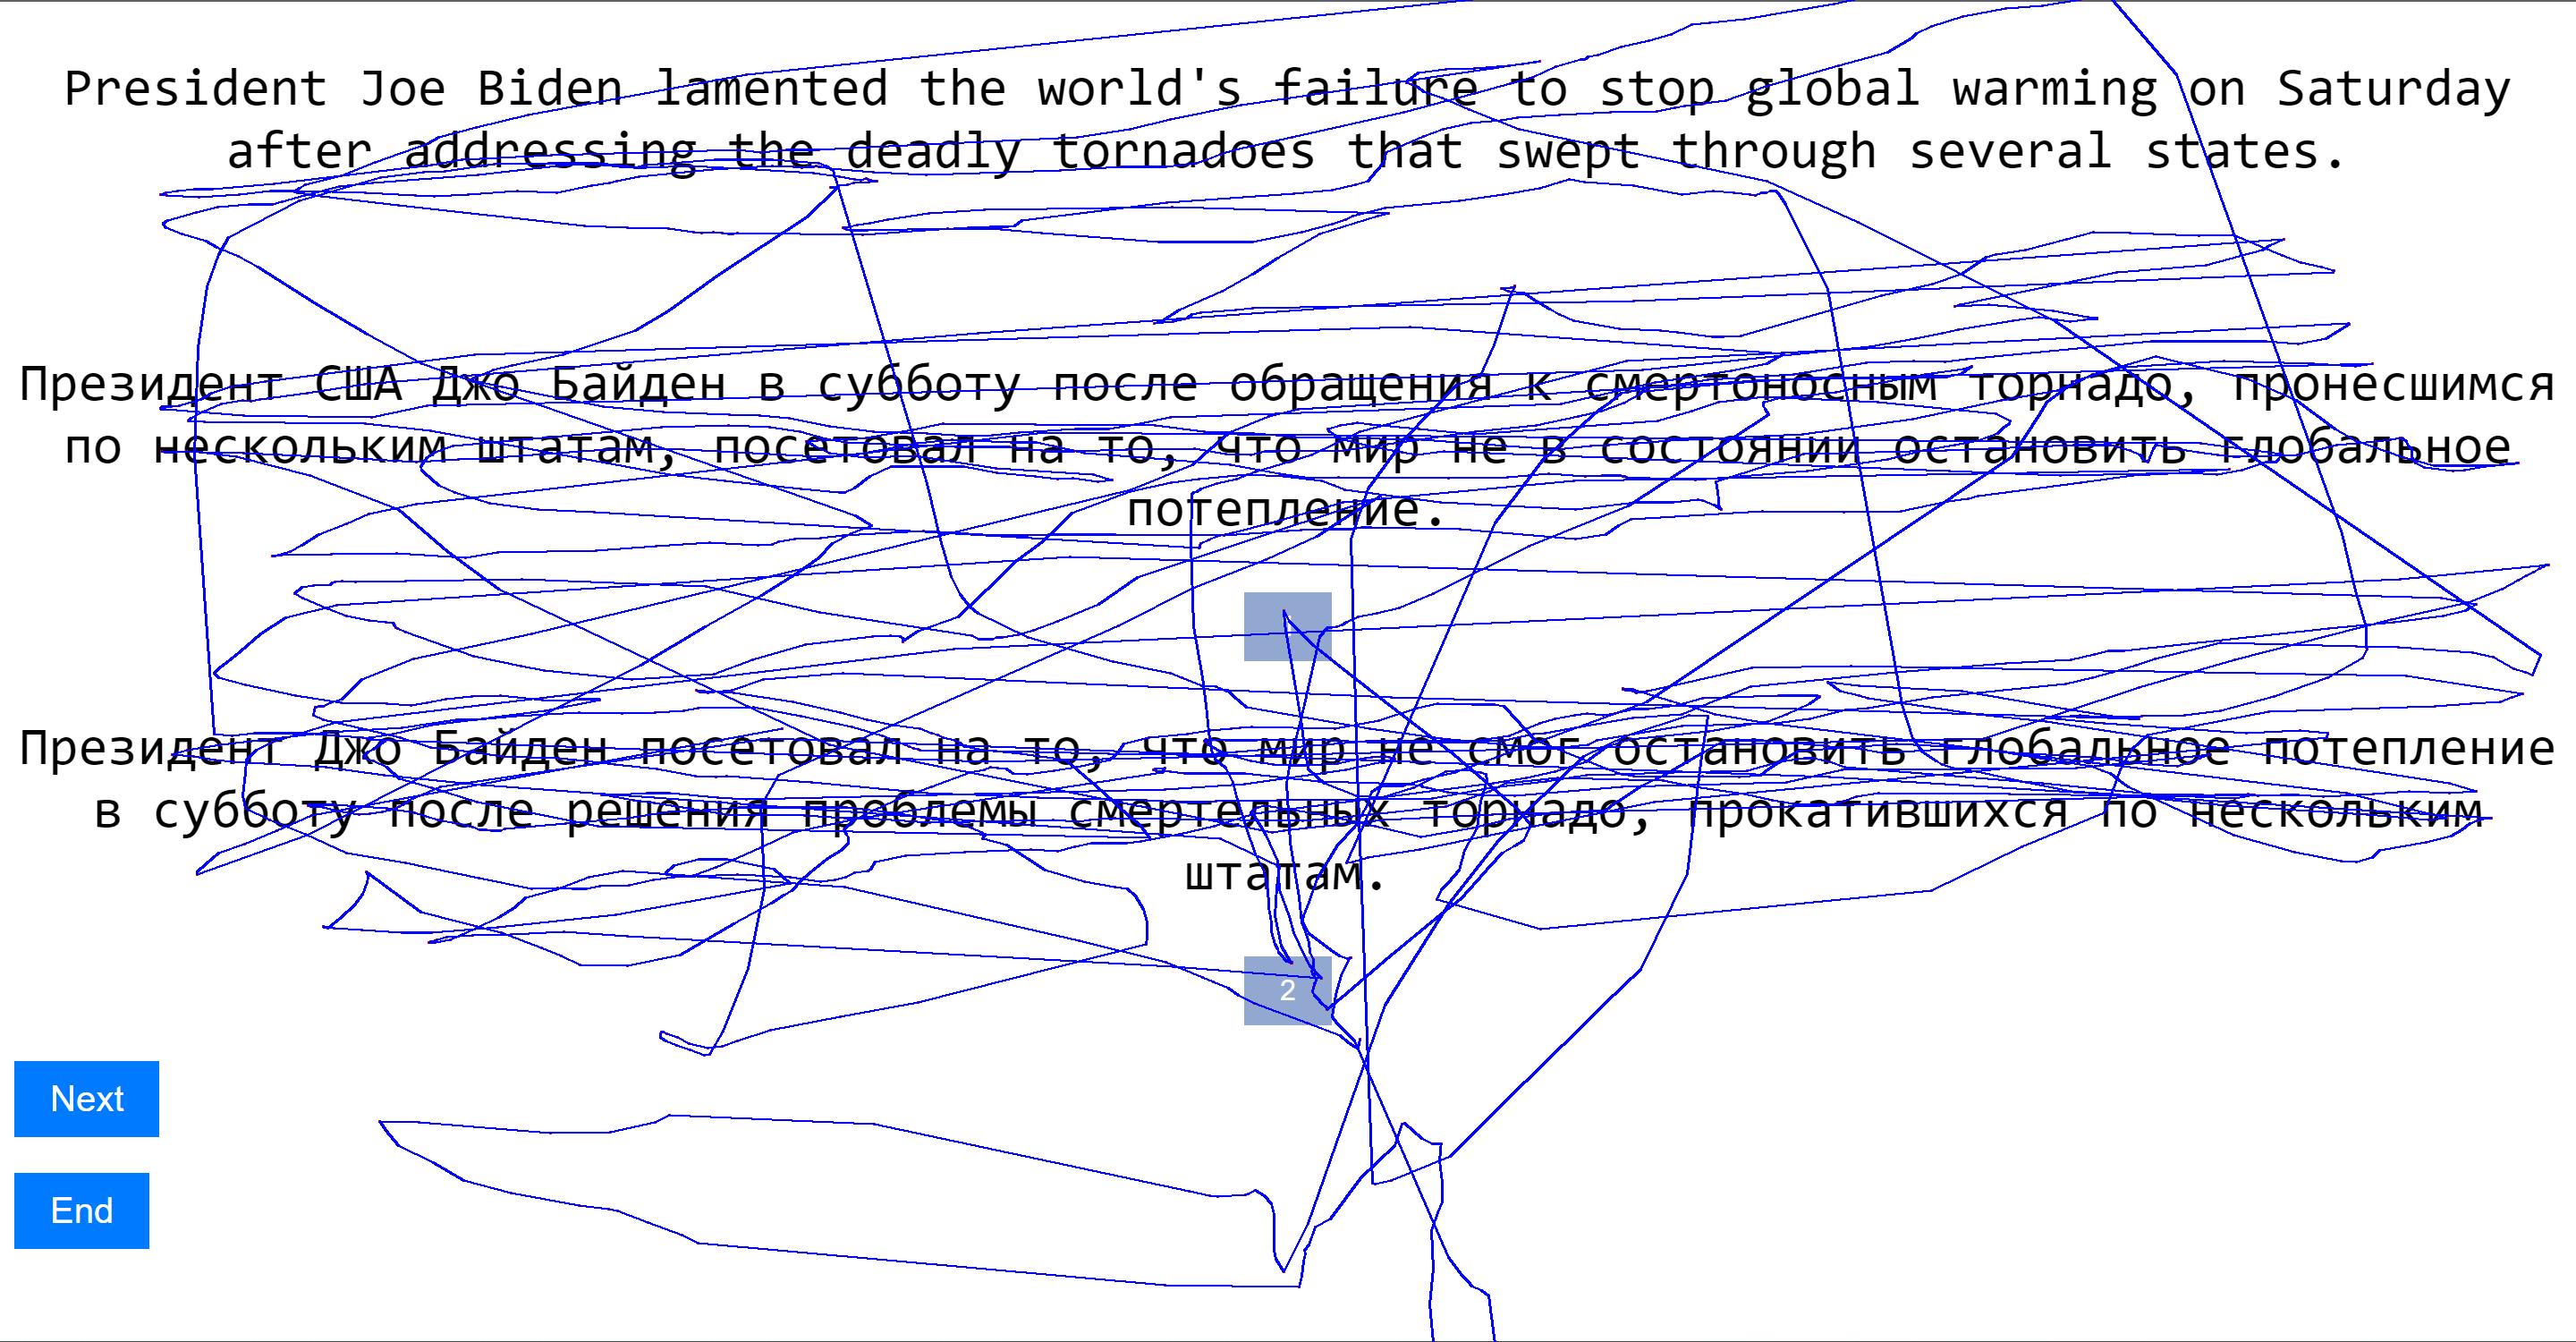 President Joe Biden lamented the world's failure to stop global warming on Saturday
after addressing the deadly tornadoes that swept through several states.
Президент США Джо Байден в субботу после обращения к смертоносным торнадо, пронесшимся
по нескольким штатам, посетовал на то, что мир не в состоянии остановить глобальное
потепление.
Президент Джо Байден посетовал на то, что мир не смог остановить глобальное потепление
в субботу после решения проблемы смертельных торнадо, прокатившихся по нескольким
штатам.
2
Next
End